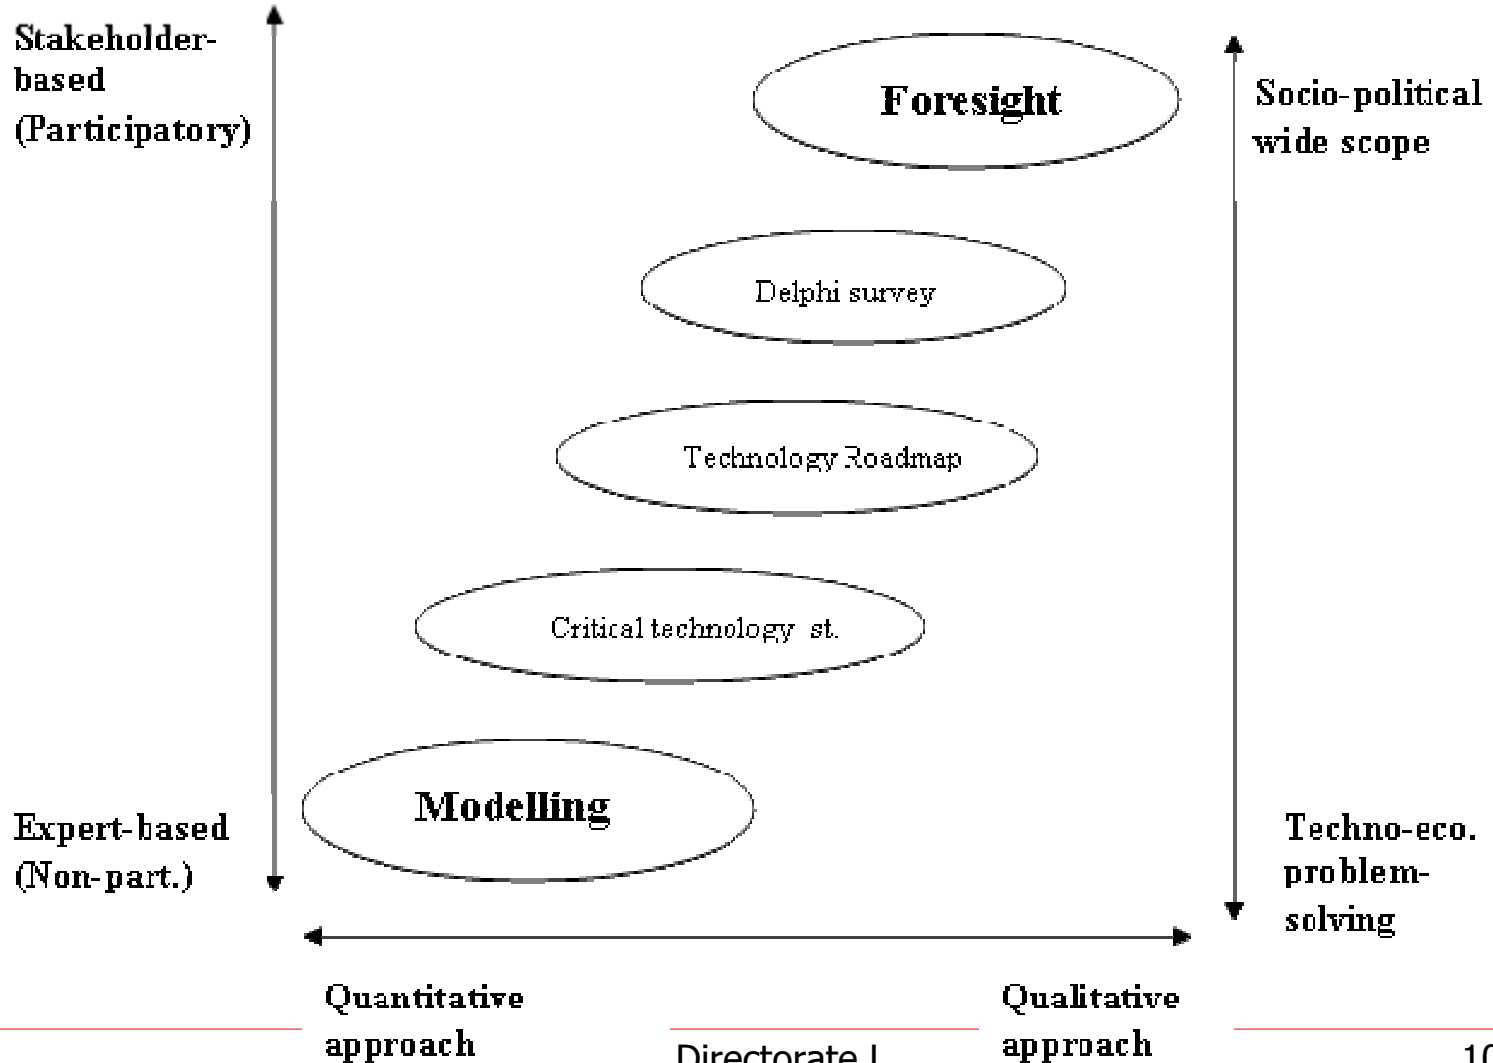 Stakeholder-
based
(Participatory)
Foresight
Socio-political
wide scope
Delphi survey
Technology Roadmap
Critical technology st.
Modelling
Expert-based
(Non-part.)
Techno-eco.
problem-
solving
Quantitative
approach
Qualitative
approach
Directorate